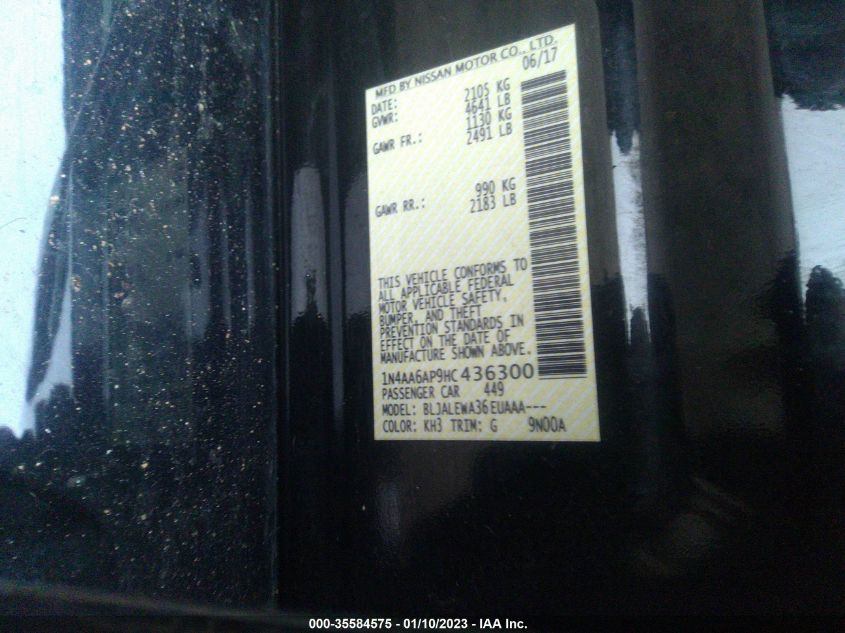 MFD BY NISSAN MOTOR CO., LTD.
DATE: 06/17
GVWR: 2105 KG
4641 LB
GAWR FR.: 1130 KG
2491 LB
GAWR RR.: 990 KG
2183 LB
THIS VEHICLE CONFORMS TO
ALL APPLICABLE FEDERAL
MOTOR VEHICLE SAFETY,
BUMPER, AND THEFT
PREVENTION STANDARDS IN
EFFECT ON THE DATE OF
MANUFACTURE SHOWN ABOVE.
1N4AA6AP9HC436300
PASSENGER CAR 449
MODEL: BLJALEWA36EUAAA---
COLOR: KH3 TRIM: G 9N00A
000-35584575 - 01/10/2023 - IAA Inc.